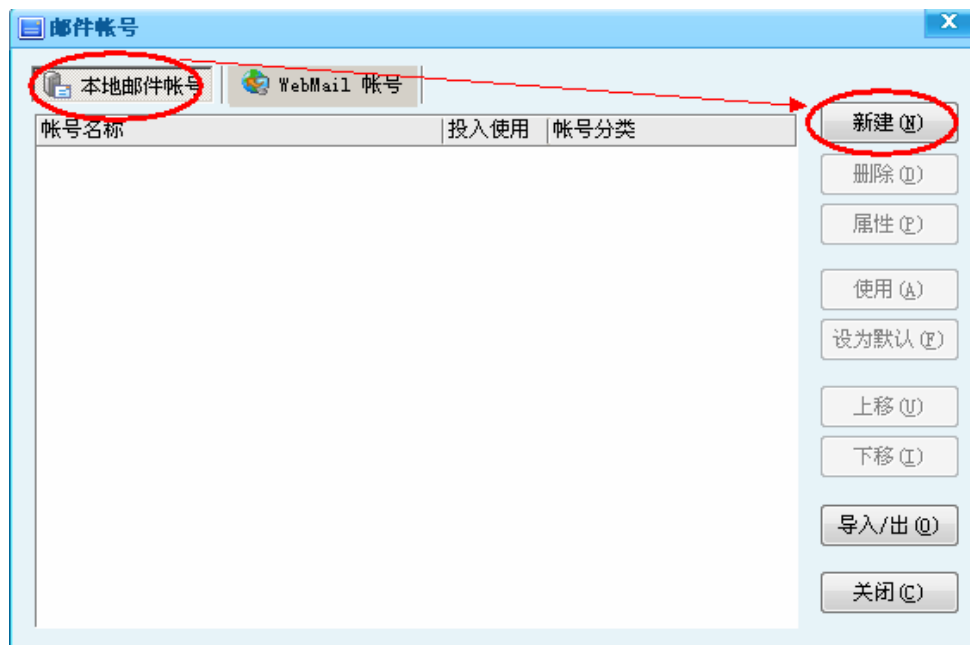 邮件帐号
X
本地邮件帐号
WebMail 帐号
帐号名称 投入使用 帐号分类
新建(N)
删除(D)
属性(P)
使用(A)
设为默认(F)
上移(U)
下移(I)
导入/出(O)
关闭(C)